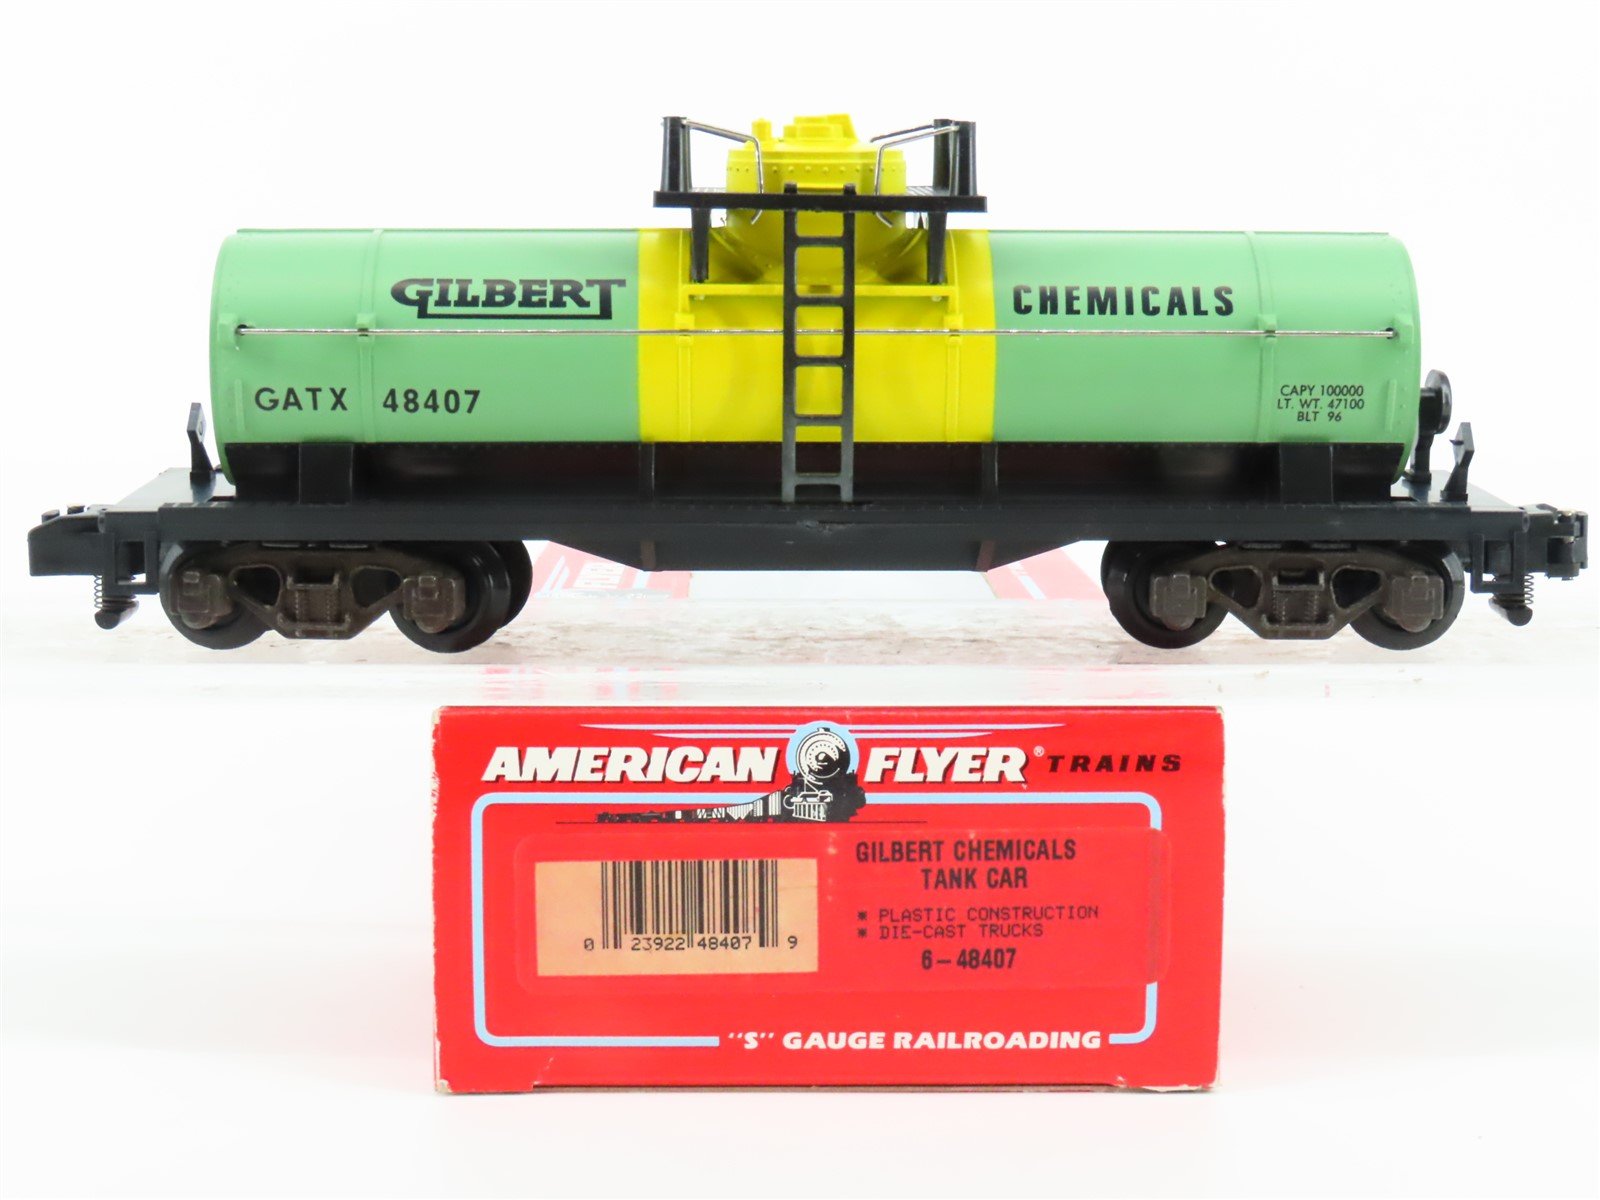 GILBERT
CHEMICALS
GATX 48407
CAPY 100000
LT. WT. 47100
BLT 96
AMERICAN FLYER® TRAINS
GILBERT CHEMICALS
TANK CAR
* PLASTIC CONSTRUCTION
* DIE-CAST TRUCKS
6-48407
0 23922 48407 9
"S" GAUGE RAILROADING